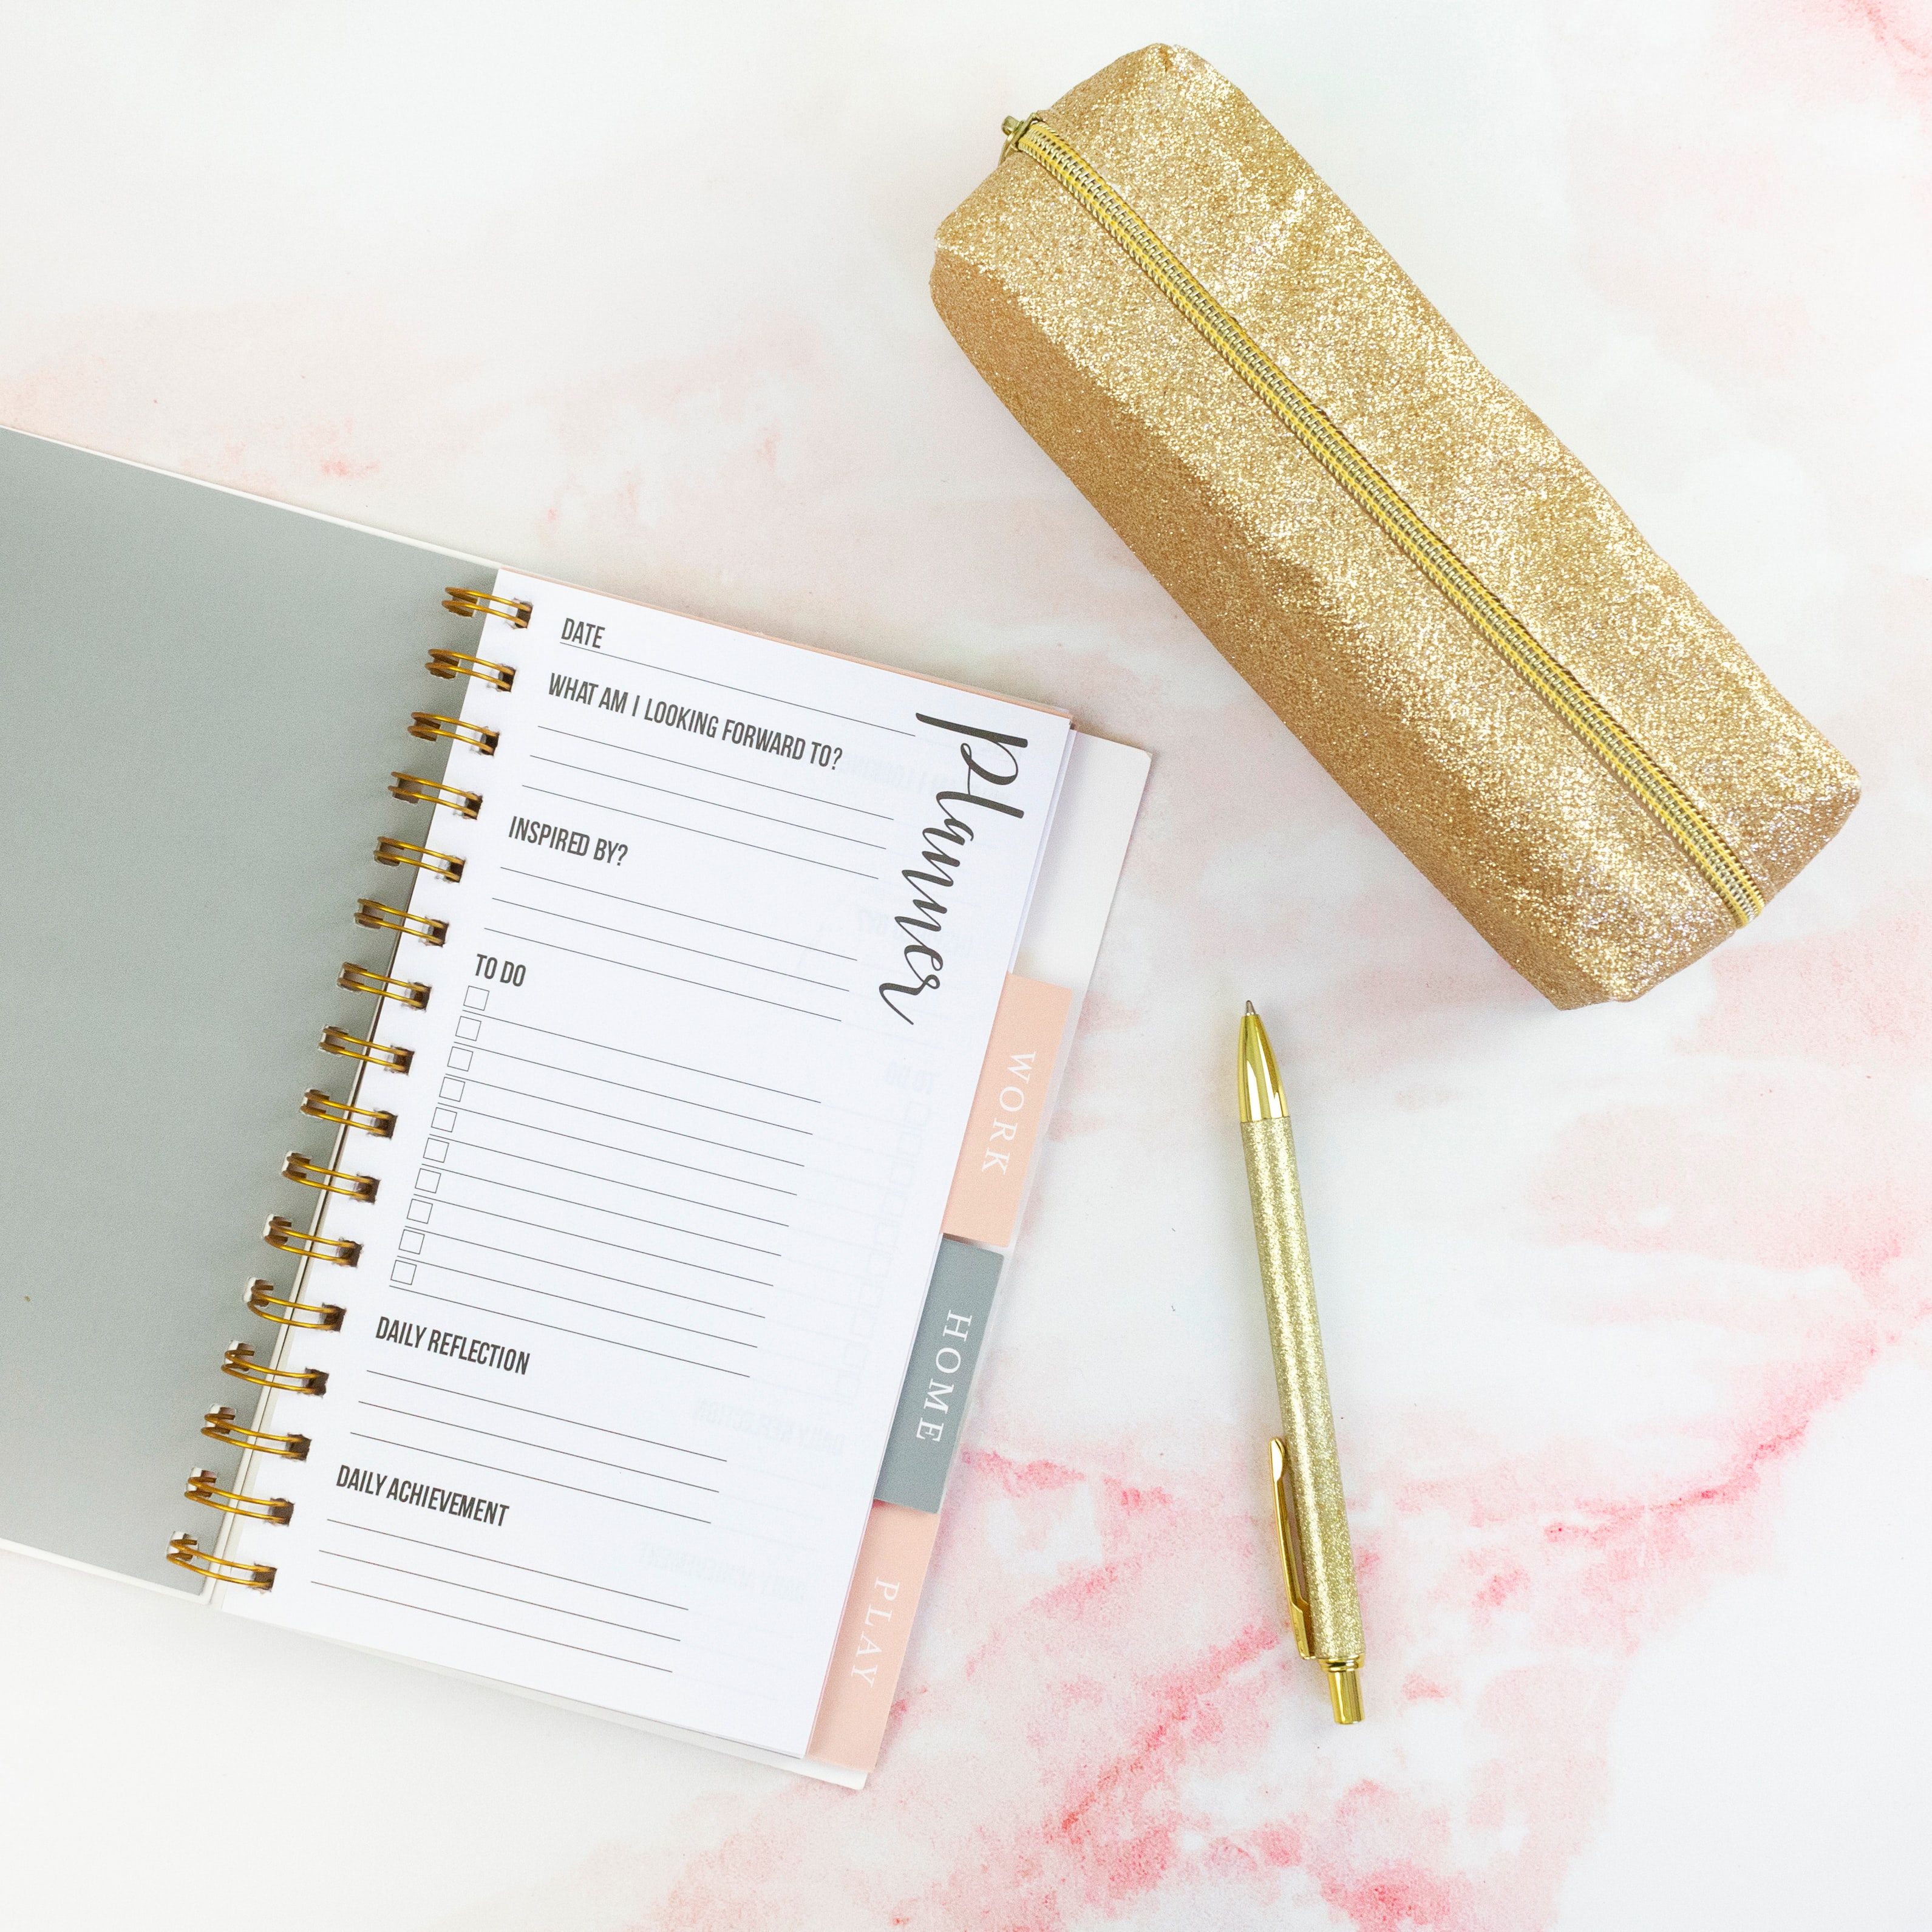 DATE
planner
WHAT AM I LOOKING FORWARD TO?
INSPIRED BY?
TO DO
DAILY REFLECTION
DAILY ACHIEVEMENT
WORK
HOME
PLAY